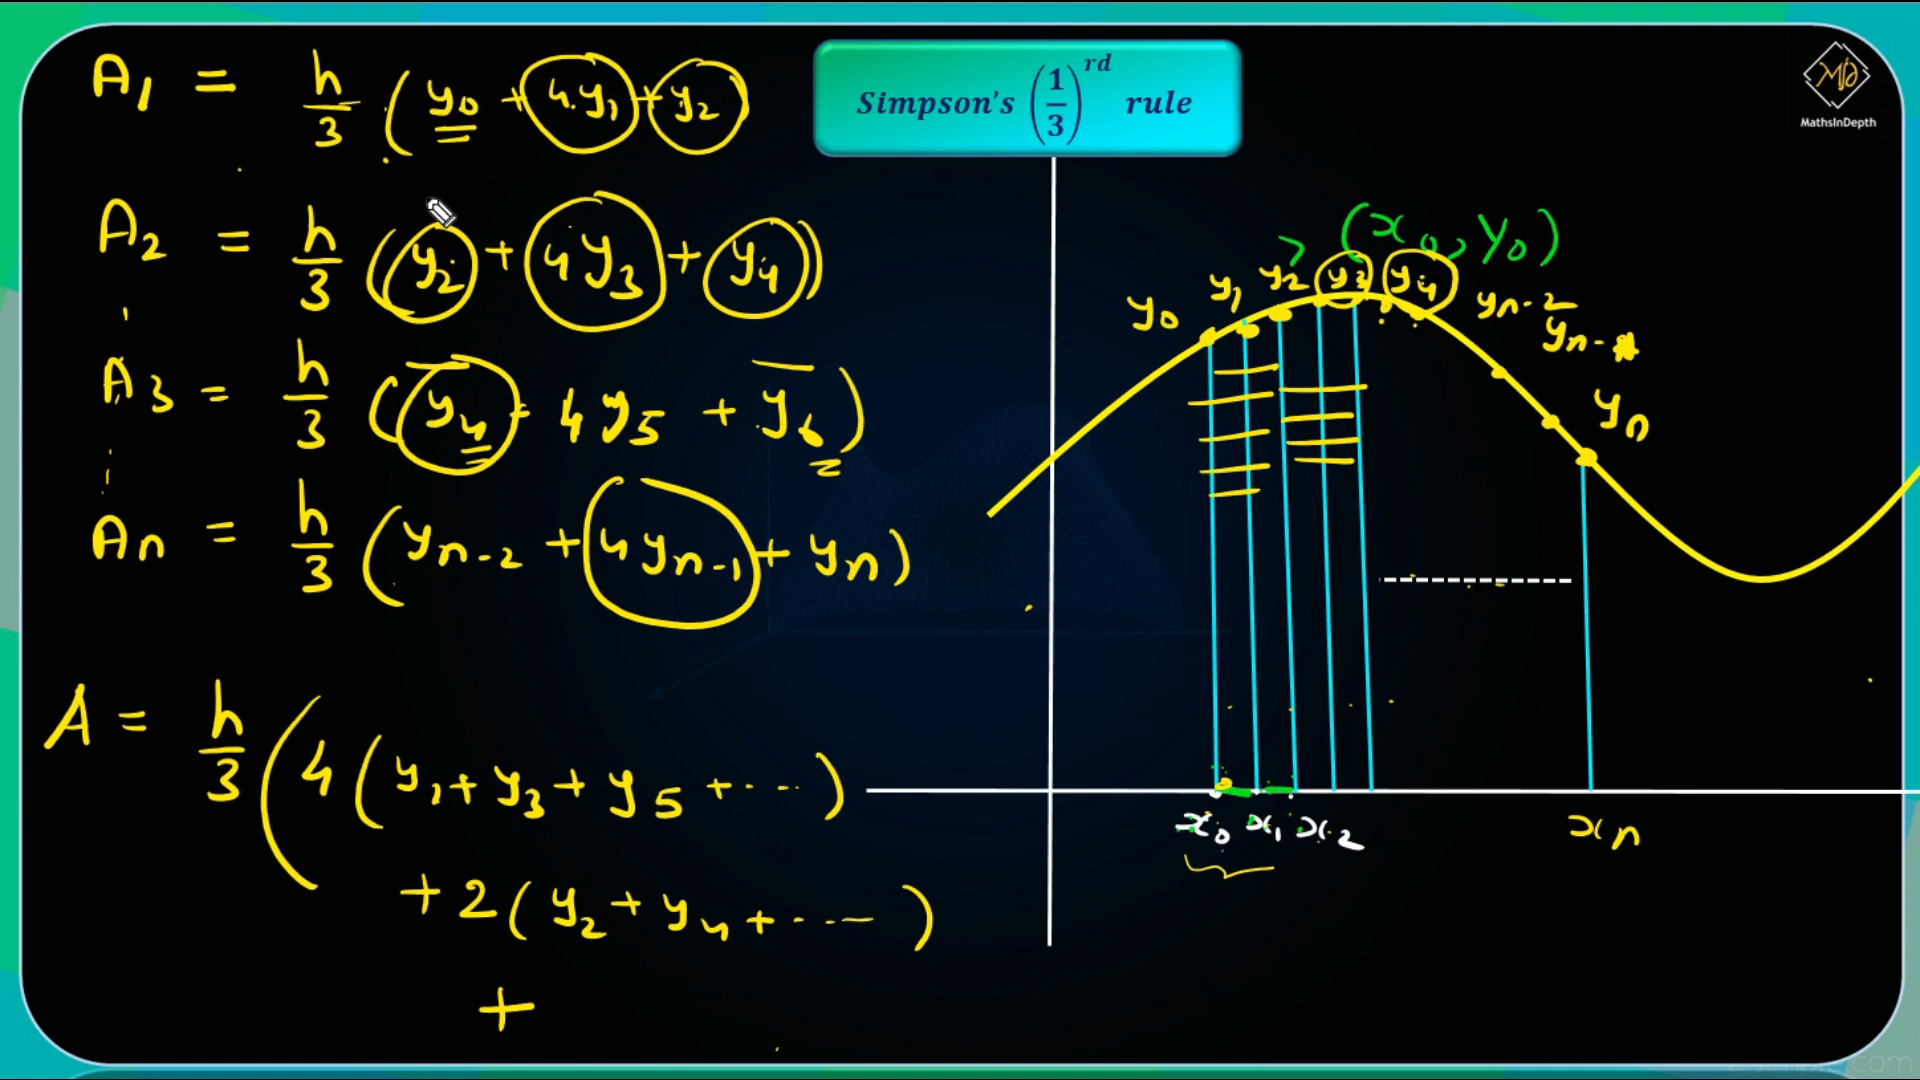 A₁ = h/3 (y₀ + 4y₁ + y₂
A₂ = h/3 (y₂ + 4y₃ + y₄)
A₃ = h/3 (y₄ + 4y₅ + y₆)
Aₙ = h/3 (yₙ₋₂ + 4yₙ₋₁ + yₙ)
A = h/3 ( 4 (y₁ + y₃ + y₅ + ...)
+ 2 (y₂ + y₄ + ...)
+
Simpson's (1/3)^rd rule
MathsInDepth
(x₀, y₀)
y₀ y₁ y₂ y₃ y₄ yₙ₋₂
yₙ
x₀ x₁ x₂ xₙ